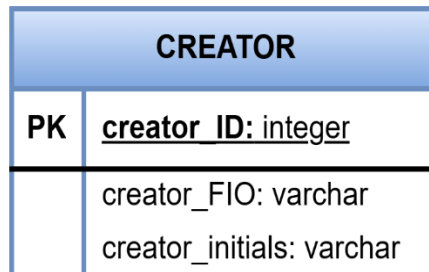 CREATOR
PK creator_ID: integer
creator_FIO: varchar
creator_initials: varchar